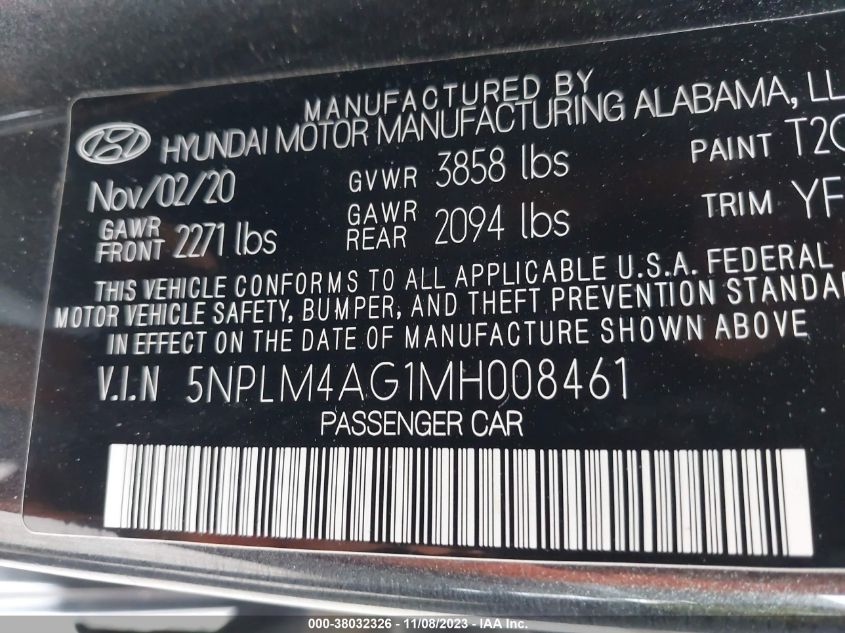 MANUFACTURED BY
HYUNDAI MOTOR MANUFACTURING ALABAMA, LL
Nov/02/20 GVWR 3858 lbs PAINT T2
GAWR FRONT 2271 lbs GAWR REAR 2094 lbs TRIM YF
THIS VEHICLE CONFORMS TO ALL APPLICABLE U.S.A. FEDERAL
MOTOR VEHICLE SAFETY, BUMPER, AND THEFT PREVENTION STANDA
IN EFFECT ON THE DATE OF MANUFACTURE SHOWN ABOVE
V.I.N 5NPLM4AG1MH008461
PASSENGER CAR
000-38032326 - 11/08/2023 - IAA Inc.